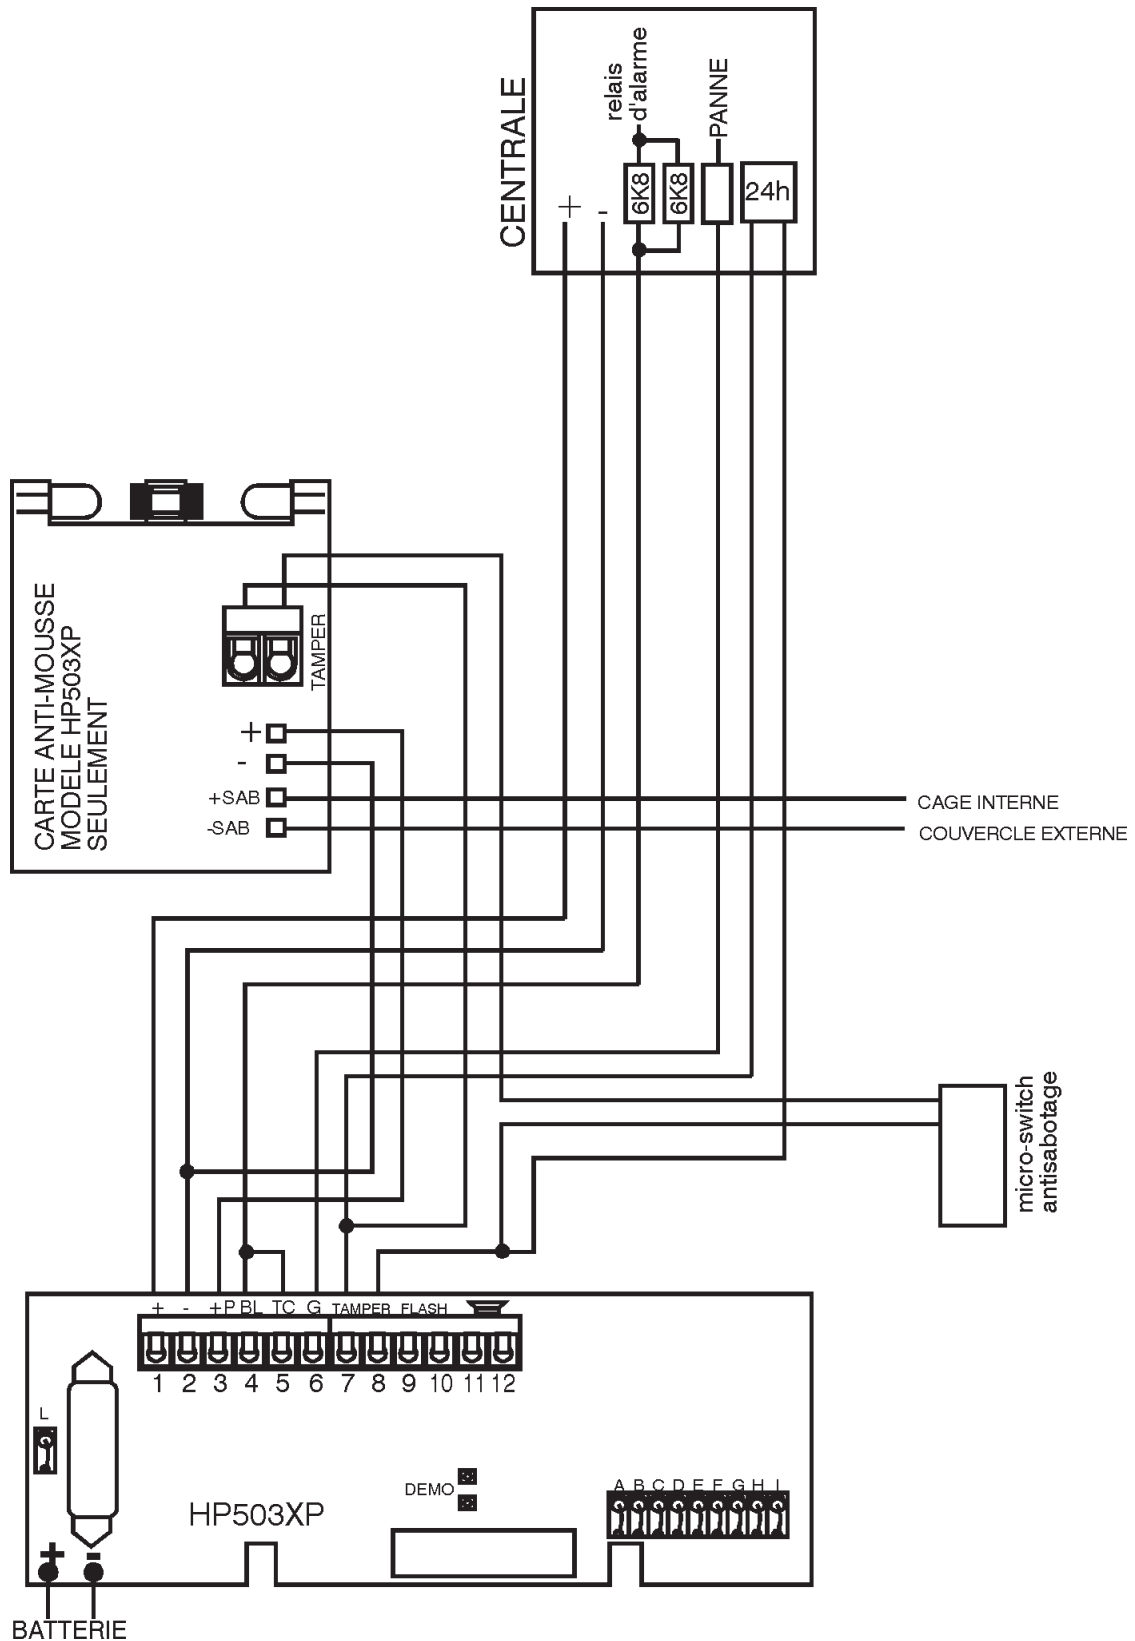 CENTRALE
relais
d'alarme
PANNE
+
-
6K8
6K8
24h
CARTE ANTI-MOUSSE
MODELE HP503XP
SEULEMENT
TAMPER
+
-
+SAB
-SAB
CAGE INTERNE
COUVERCLE EXTERNE
micro-switch
antisabotage
+ - +P BL TC G TAMPER FLASH
1 2 3 4 5 6 7 8 9 10 11 12
L
DEMO
A B C D E F G H I
HP503XP
+ -
BATTERIE